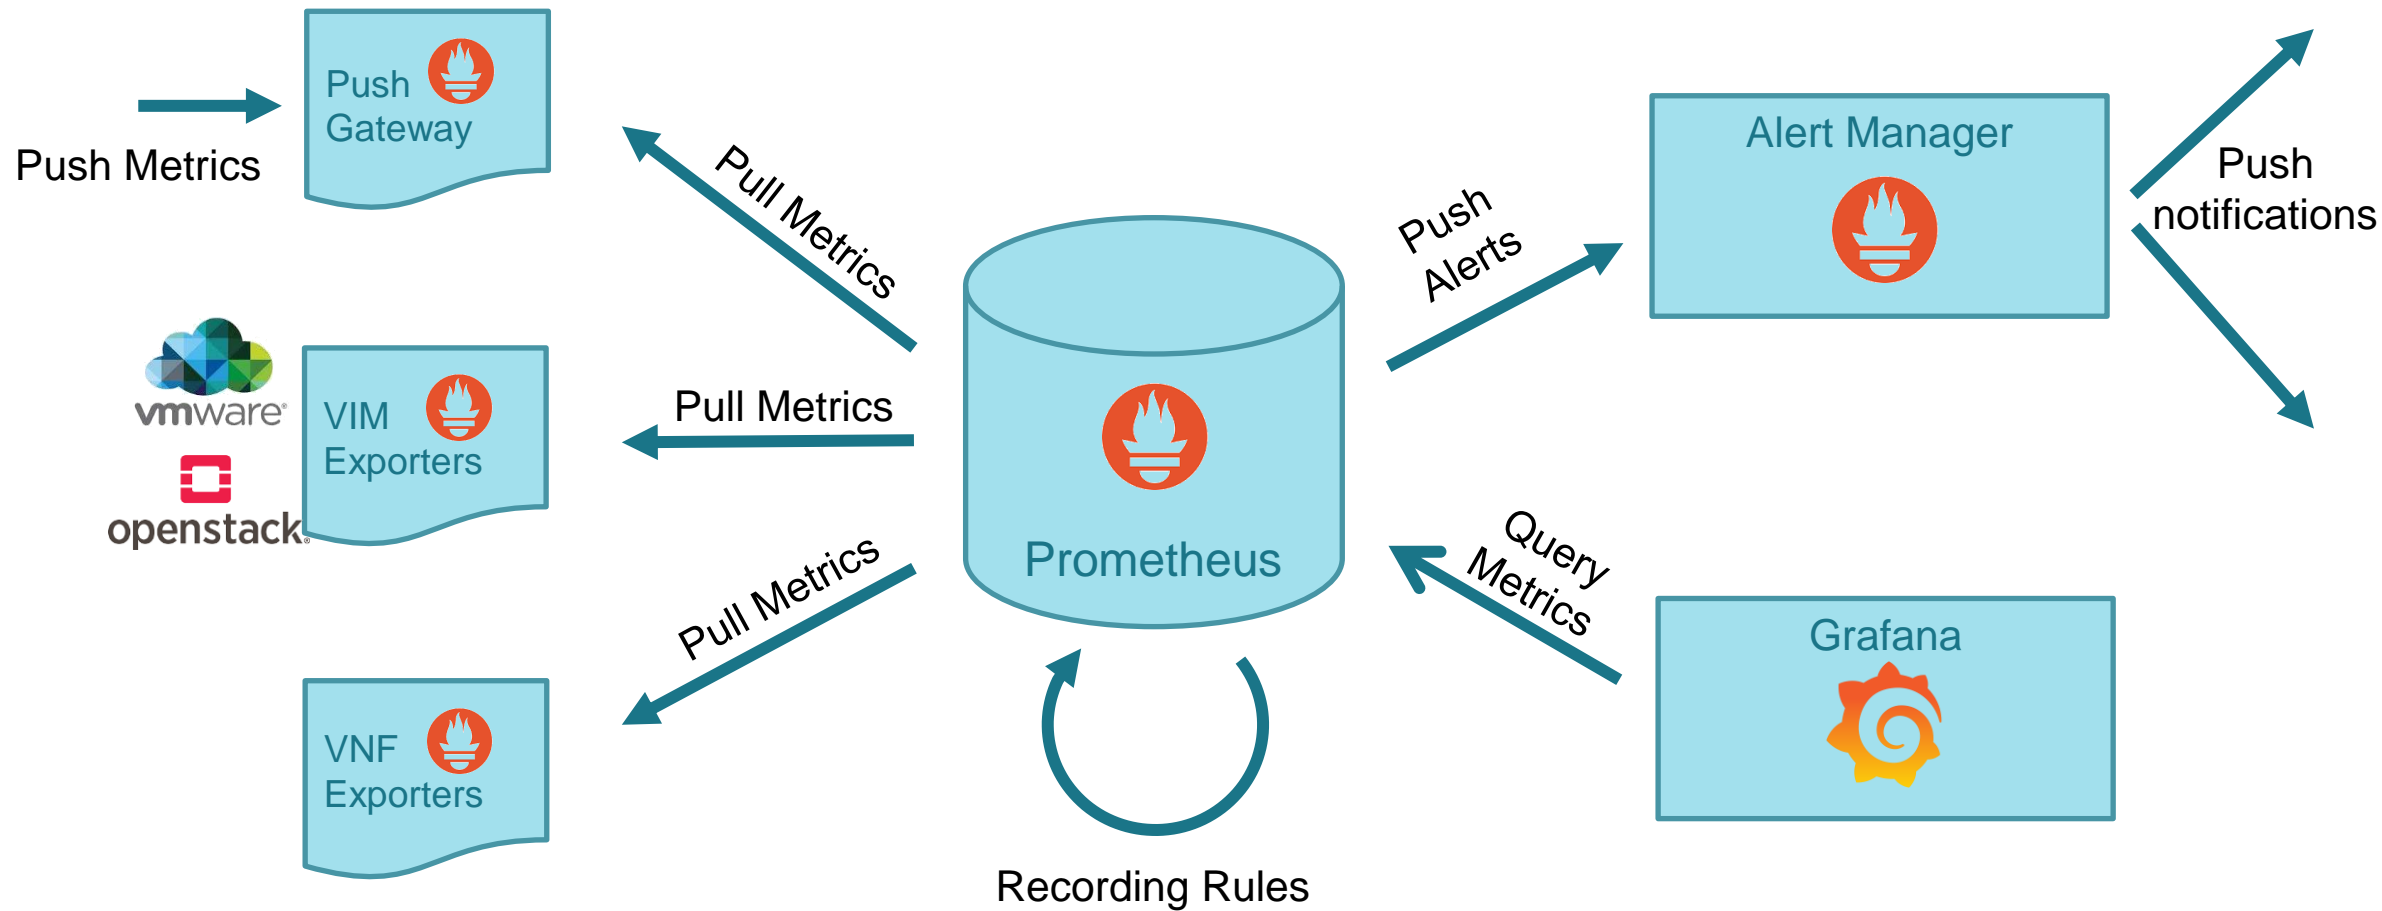 Push Metrics
Push
Gateway
Pull Metrics
vmware®
openstack®
VIM
Exporters
Pull Metrics
VNF
Exporters
Pull Metrics
Prometheus
Recording Rules
Push
Alerts
Alert Manager
Push
notifications
Query
Metrics
Grafana